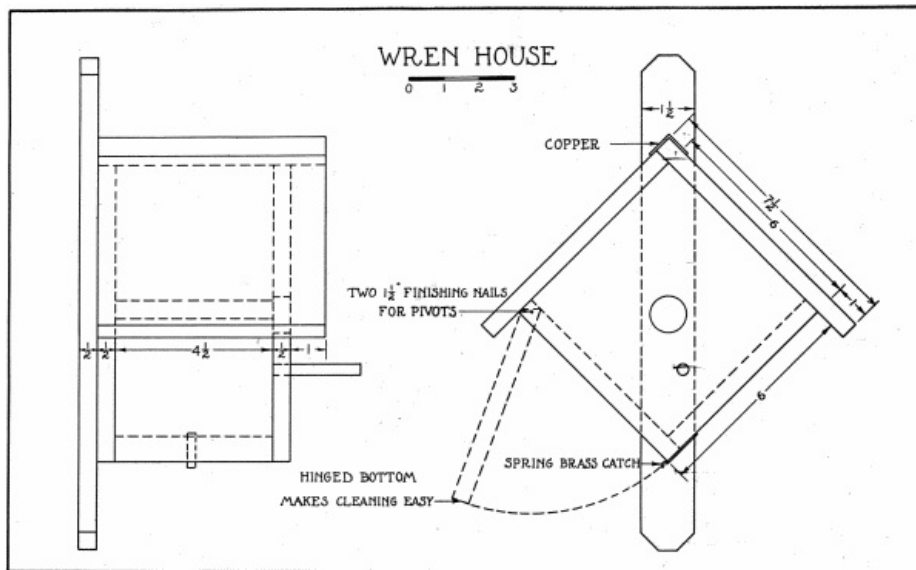 WREN HOUSE
0 1 2 3
1½
COPPER
7½
6
1
TWO 1½" FINISHING NAILS
FOR PIVOTS
½ ½ 4½ ½ 1
6
HINGED BOTTOM
MAKES CLEANING EASY
SPRING BRASS CATCH